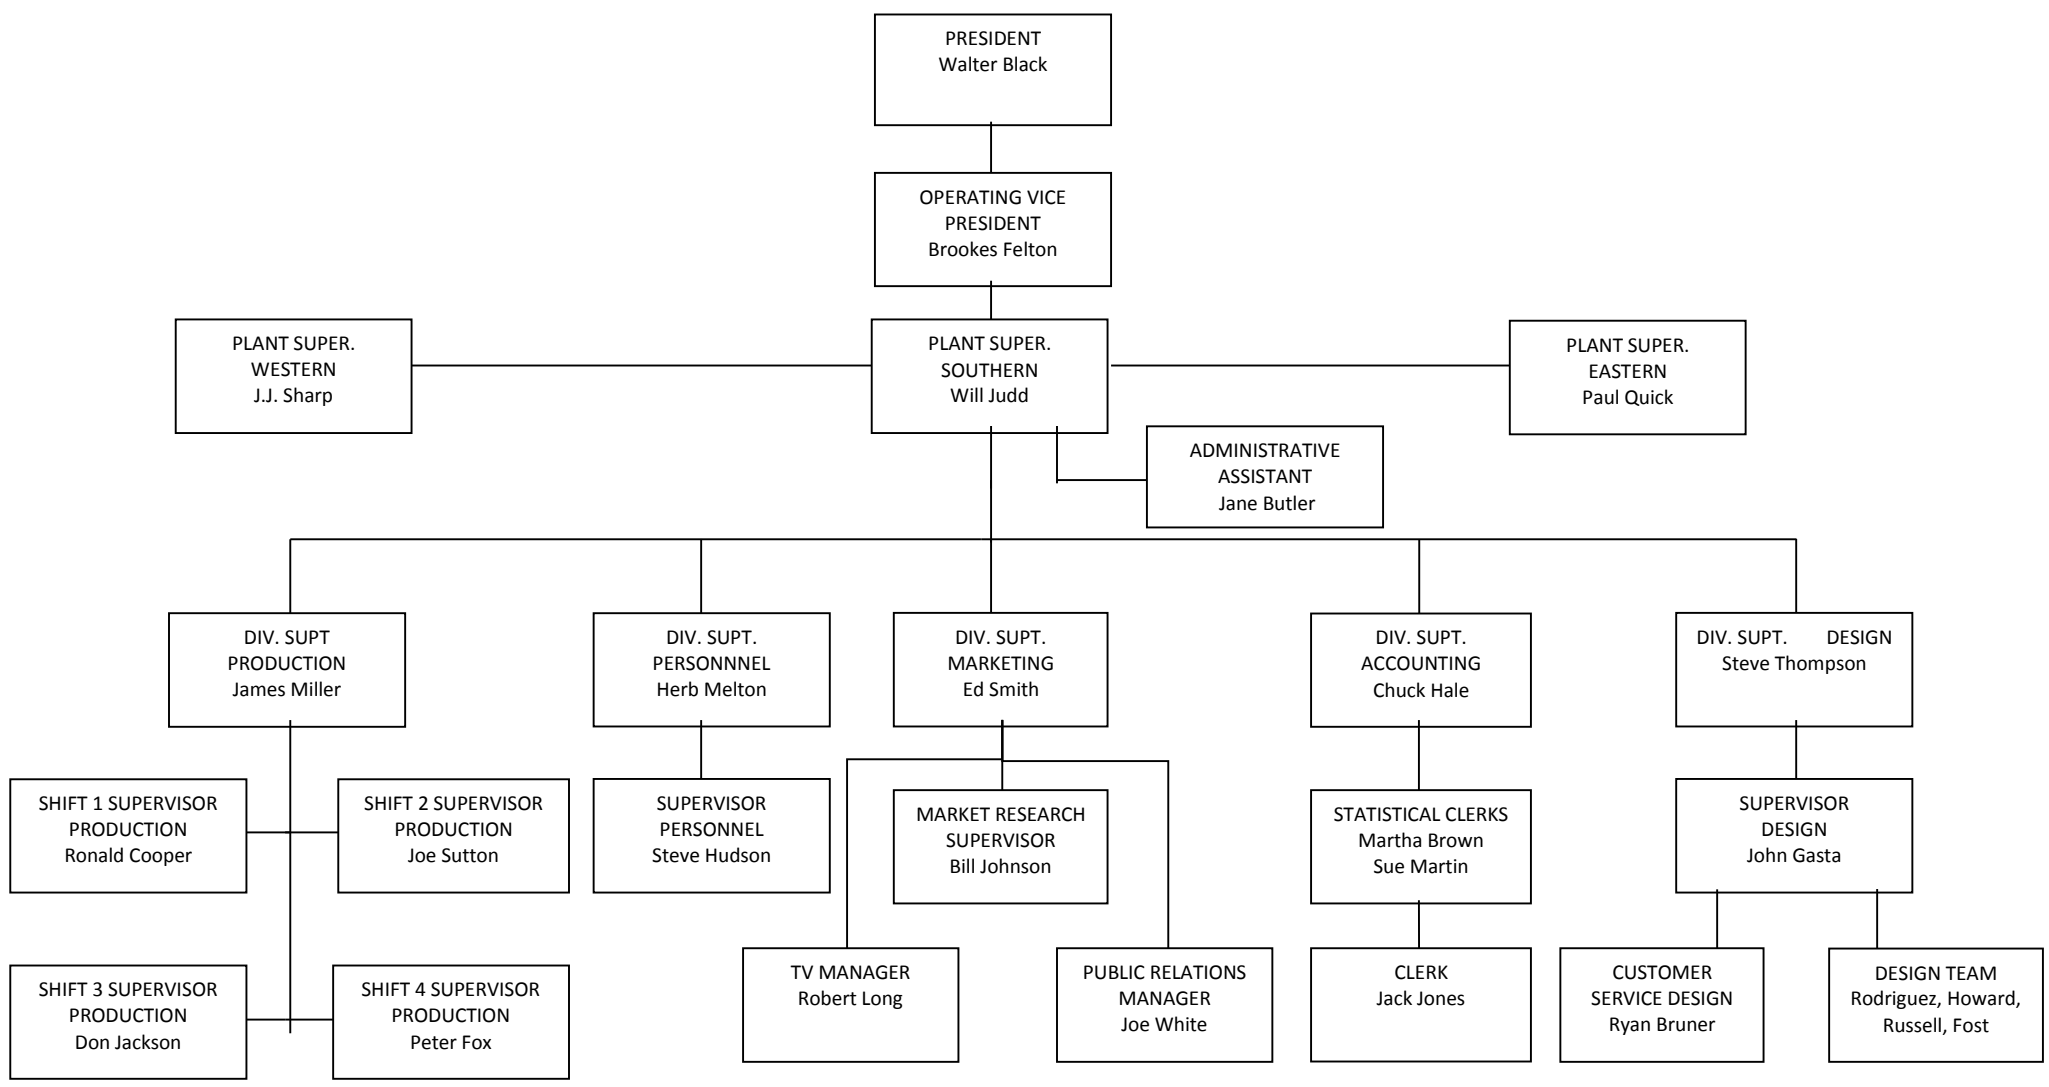 PRESIDENT
Walter Black
OPERATING VICE
PRESIDENT
Brookes Felton
PLANT SUPER.
WESTERN
J.J. Sharp
PLANT SUPER.
SOUTHERN
Will Judd
PLANT SUPER.
EASTERN
Paul Quick
ADMINISTRATIVE
ASSISTANT
Jane Butler
DIV. SUPT
PRODUCTION
James Miller
DIV. SUPT.
PERSONNNEL
Herb Melton
DIV. SUPT.
MARKETING
Ed Smith
DIV. SUPT.
ACCOUNTING
Chuck Hale
DIV. SUPT. DESIGN
Steve Thompson
SHIFT 1 SUPERVISOR
PRODUCTION
Ronald Cooper
SHIFT 2 SUPERVISOR
PRODUCTION
Joe Sutton
SUPERVISOR
PERSONNEL
Steve Hudson
MARKET RESEARCH
SUPERVISOR
Bill Johnson
STATISTICAL CLERKS
Martha Brown
Sue Martin
SUPERVISOR
DESIGN
John Gasta
SHIFT 3 SUPERVISOR
PRODUCTION
Don Jackson
SHIFT 4 SUPERVISOR
PRODUCTION
Peter Fox
TV MANAGER
Robert Long
PUBLIC RELATIONS
MANAGER
Joe White
CLERK
Jack Jones
CUSTOMER
SERVICE DESIGN
Ryan Bruner
DESIGN TEAM
Rodriguez, Howard,
Russell, Fost